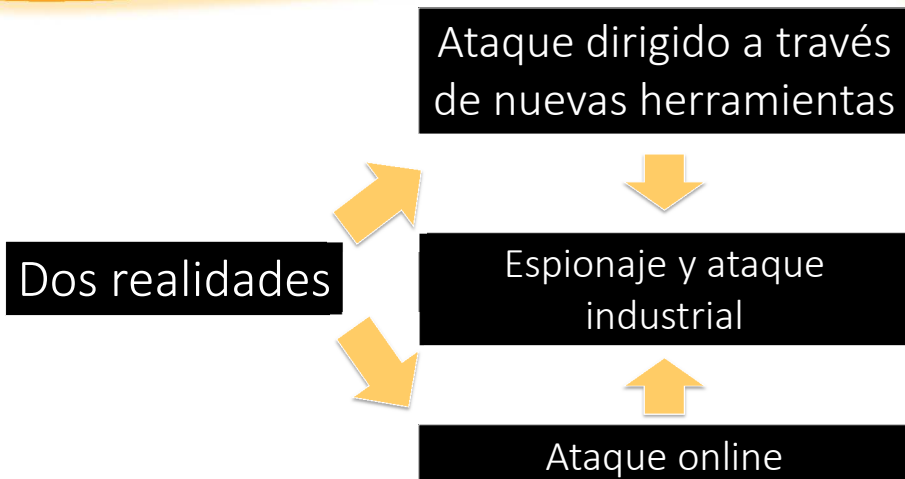 Ataque dirigido a través
de nuevas herramientas
Dos realidades
Espionaje y ataque
industrial
Ataque online